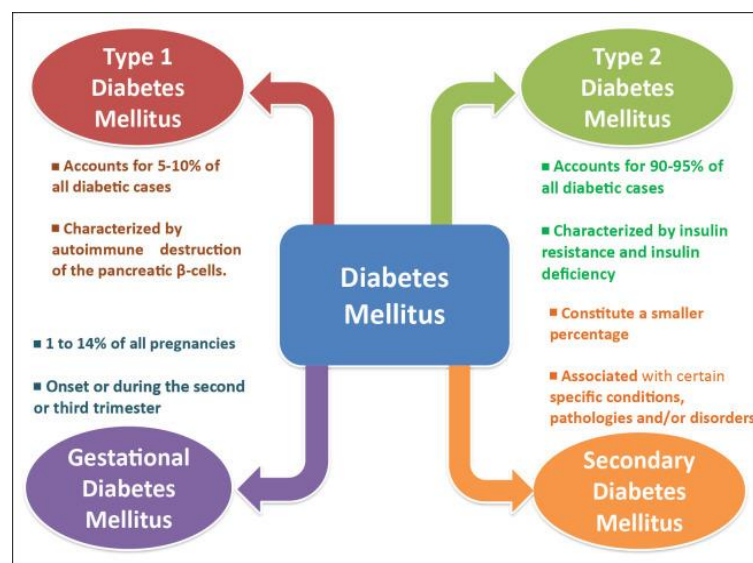 Type 1
Diabetes
Mellitus
■ Accounts for 5-10% of
all diabetic cases
■ Characterized by
autoimmune destruction
of the pancreatic β-cells.
Type 2
Diabetes
Mellitus
■ Accounts for 90-95% of
all diabetic cases
■ Characterized by insulin
resistance and insulin
deficiency
Diabetes
Mellitus
■ 1 to 14% of all pregnancies
■ Onset or during the second
or third trimester
Gestational
Diabetes
Mellitus
■ Constitute a smaller
percentage
■ Associated with certain
specific conditions,
pathologies and/or disorders
Secondary
Diabetes
Mellitus